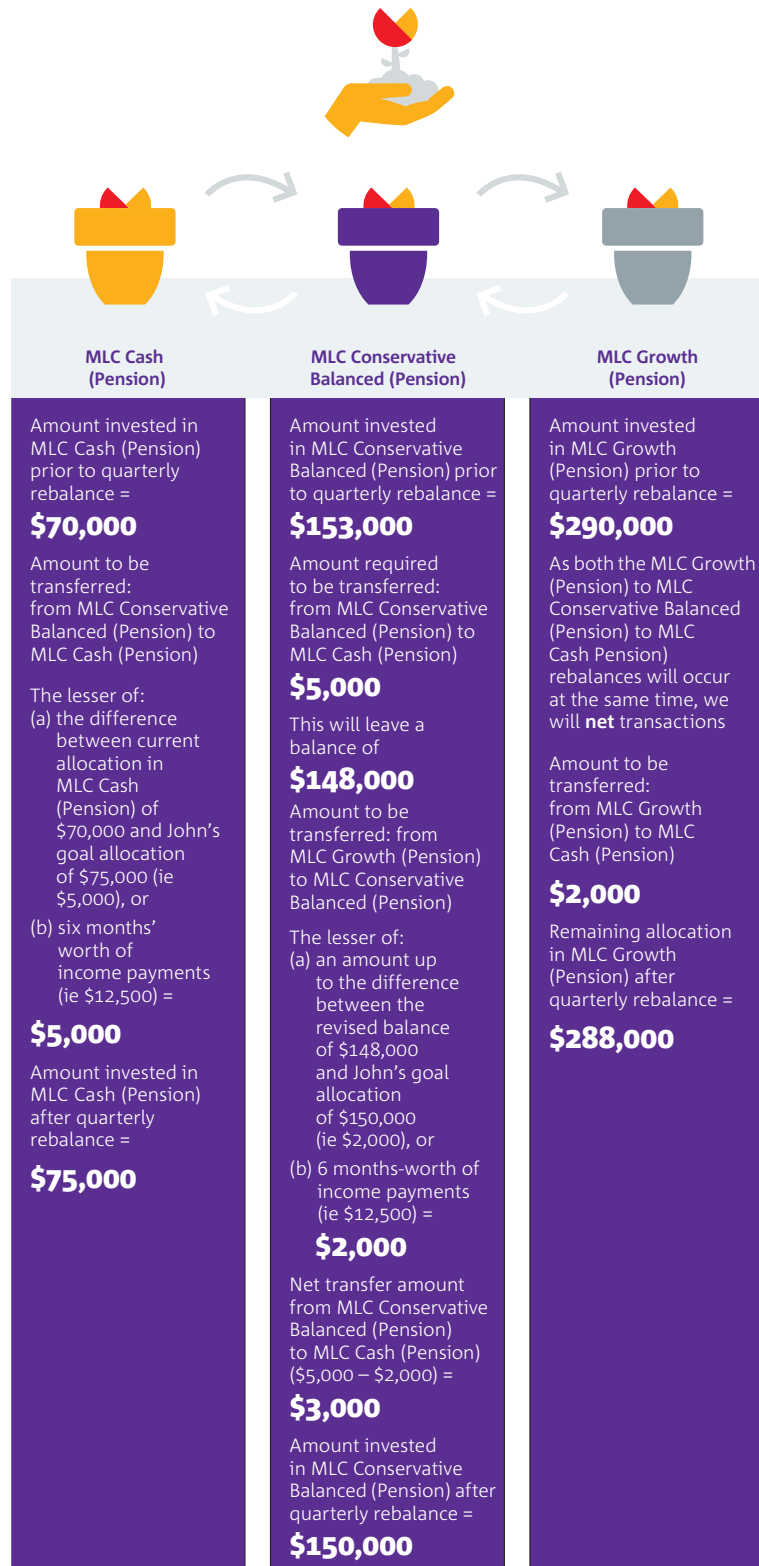 MLC Cash
(Pension)
MLC Conservative
Balanced (Pension)
MLC Growth
(Pension)
Amount invested in
MLC Cash (Pension)
prior to quarterly
rebalance =
$70,000
Amount to be
transferred:
from MLC Conservative
Balanced (Pension) to
MLC Cash (Pension)
The lesser of:
(a) the difference
between current
allocation in
MLC Cash
(Pension) of
$70,000 and John’s
goal allocation
of $75,000 (ie
$5,000), or
(b) six months’
worth of
income payments
(ie $12,500) =
$5,000
Amount invested in
MLC Cash (Pension)
after quarterly
rebalance =
$75,000
Amount invested
in MLC Conservative
Balanced (Pension) prior
to quarterly rebalance =
$153,000
Amount required
to be transferred:
from MLC Conservative
Balanced (Pension) to
MLC Cash (Pension)
$5,000
This will leave a
balance of
$148,000
Amount to be
transferred: from
MLC Growth (Pension)
to MLC Conservative
Balanced (Pension)
The lesser of:
(a) an amount up
to the difference
between the
revised balance
of $148,000
and John’s goal
allocation
of $150,000
(ie $2,000), or
(b) 6 months-worth of
income payments
(ie $12,500) =
$2,000
Net transfer amount
from MLC Conservative
Balanced (Pension)
to MLC Cash (Pension)
($5,000 – $2,000) =
$3,000
Amount invested
in MLC Conservative
Balanced (Pension) after
quarterly rebalance =
$150,000
Amount invested
in MLC Growth
(Pension) prior to
quarterly rebalance =
$290,000
As both the MLC Growth
(Pension) to MLC
Conservative Balanced
(Pension) to MLC
Cash Pension)
rebalances will occur
at the same time, we
will net transactions
Amount to be
transferred:
from MLC Growth
(Pension) to MLC
Cash (Pension)
$2,000
Remaining allocation
in MLC Growth
(Pension) after
quarterly rebalance =
$288,000